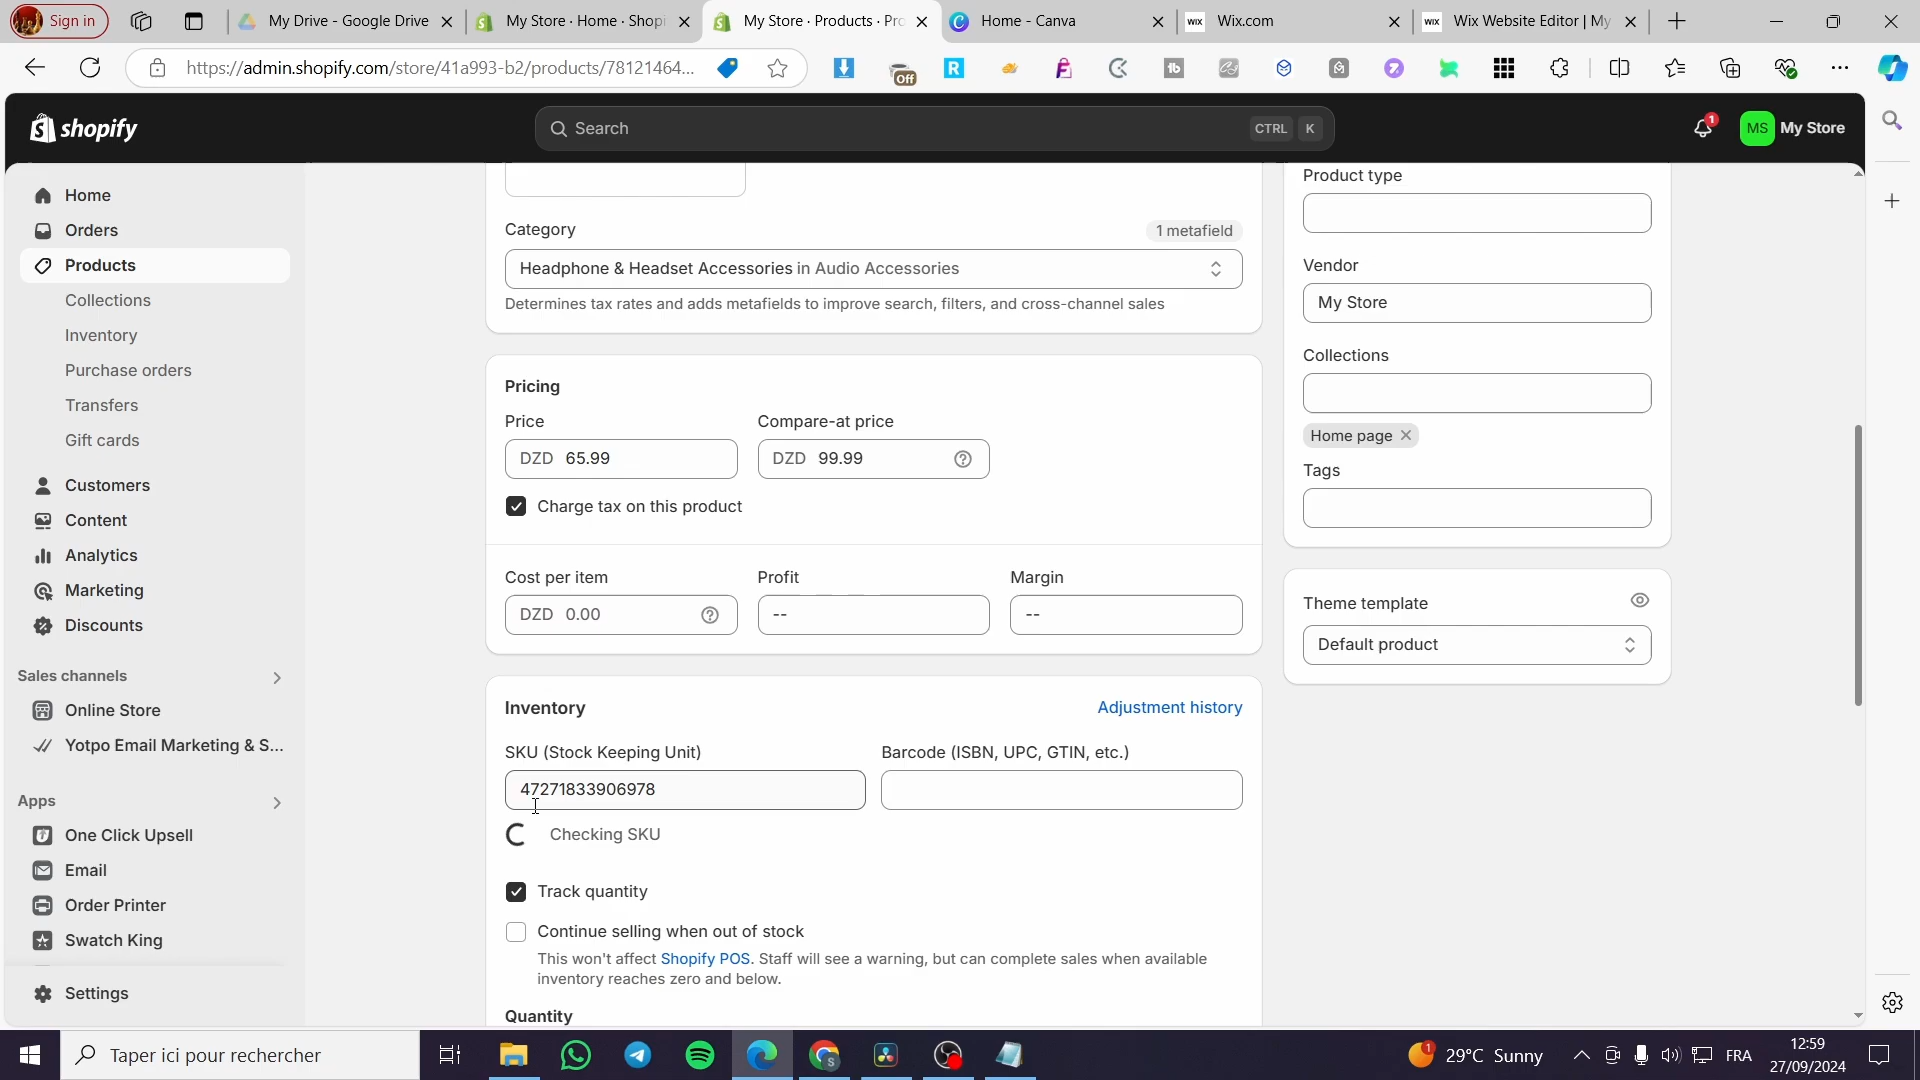 Sign in
My Drive - Google Drive
My Store · Home · Shopi
My Store · Products · Pro
Home - Canva
WIX
Wix.com
WIX
Wix Website Editor | My
https://admin.shopify.com/store/41a993-b2/products/78121464...
Off
shopify
Search
CTRL
K
1
MS
My Store
Home
Orders
Products
Collections
Inventory
Purchase orders
Transfers
Gift cards
Customers
Content
Analytics
Marketing
Discounts
Sales channels
Online Store
Yotpo Email Marketing & S...
Apps
One Click Upsell
Email
Order Printer
Swatch King
Settings
Category
1 metafield
Headphone & Headset Accessories in Audio Accessories
Determines tax rates and adds metafields to improve search, filters, and cross-channel sales
Pricing
Price
Compare-at price
DZD 65.99
DZD 99.99
Charge tax on this product
Cost per item
Profit
Margin
DZD 0.00
--
--
Inventory
Adjustment history
SKU (Stock Keeping Unit)
Barcode (ISBN, UPC, GTIN, etc.)
47271833906978
Checking SKU
Track quantity
Continue selling when out of stock
This won't affect Shopify POS. Staff will see a warning, but can complete sales when available
inventory reaches zero and below.
Quantity
Product type
Vendor
My Store
Collections
Home page
Tags
Theme template
Default product
Taper ici pour rechercher
1
29°C Sunny
FRA
12:59
27/09/2024